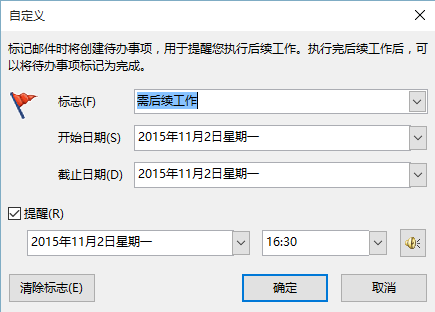 自定义
标记邮件时将创建待办事项，用于提醒您执行后续工作。执行完后续工作后，可
以将待办事项标记为完成。
标志(F) 需后续工作
开始日期(S) 2015年11月2日星期一
截止日期(D) 2015年11月2日星期一
提醒(R)
2015年11月2日星期一 16:30
清除标志(E) 确定 取消